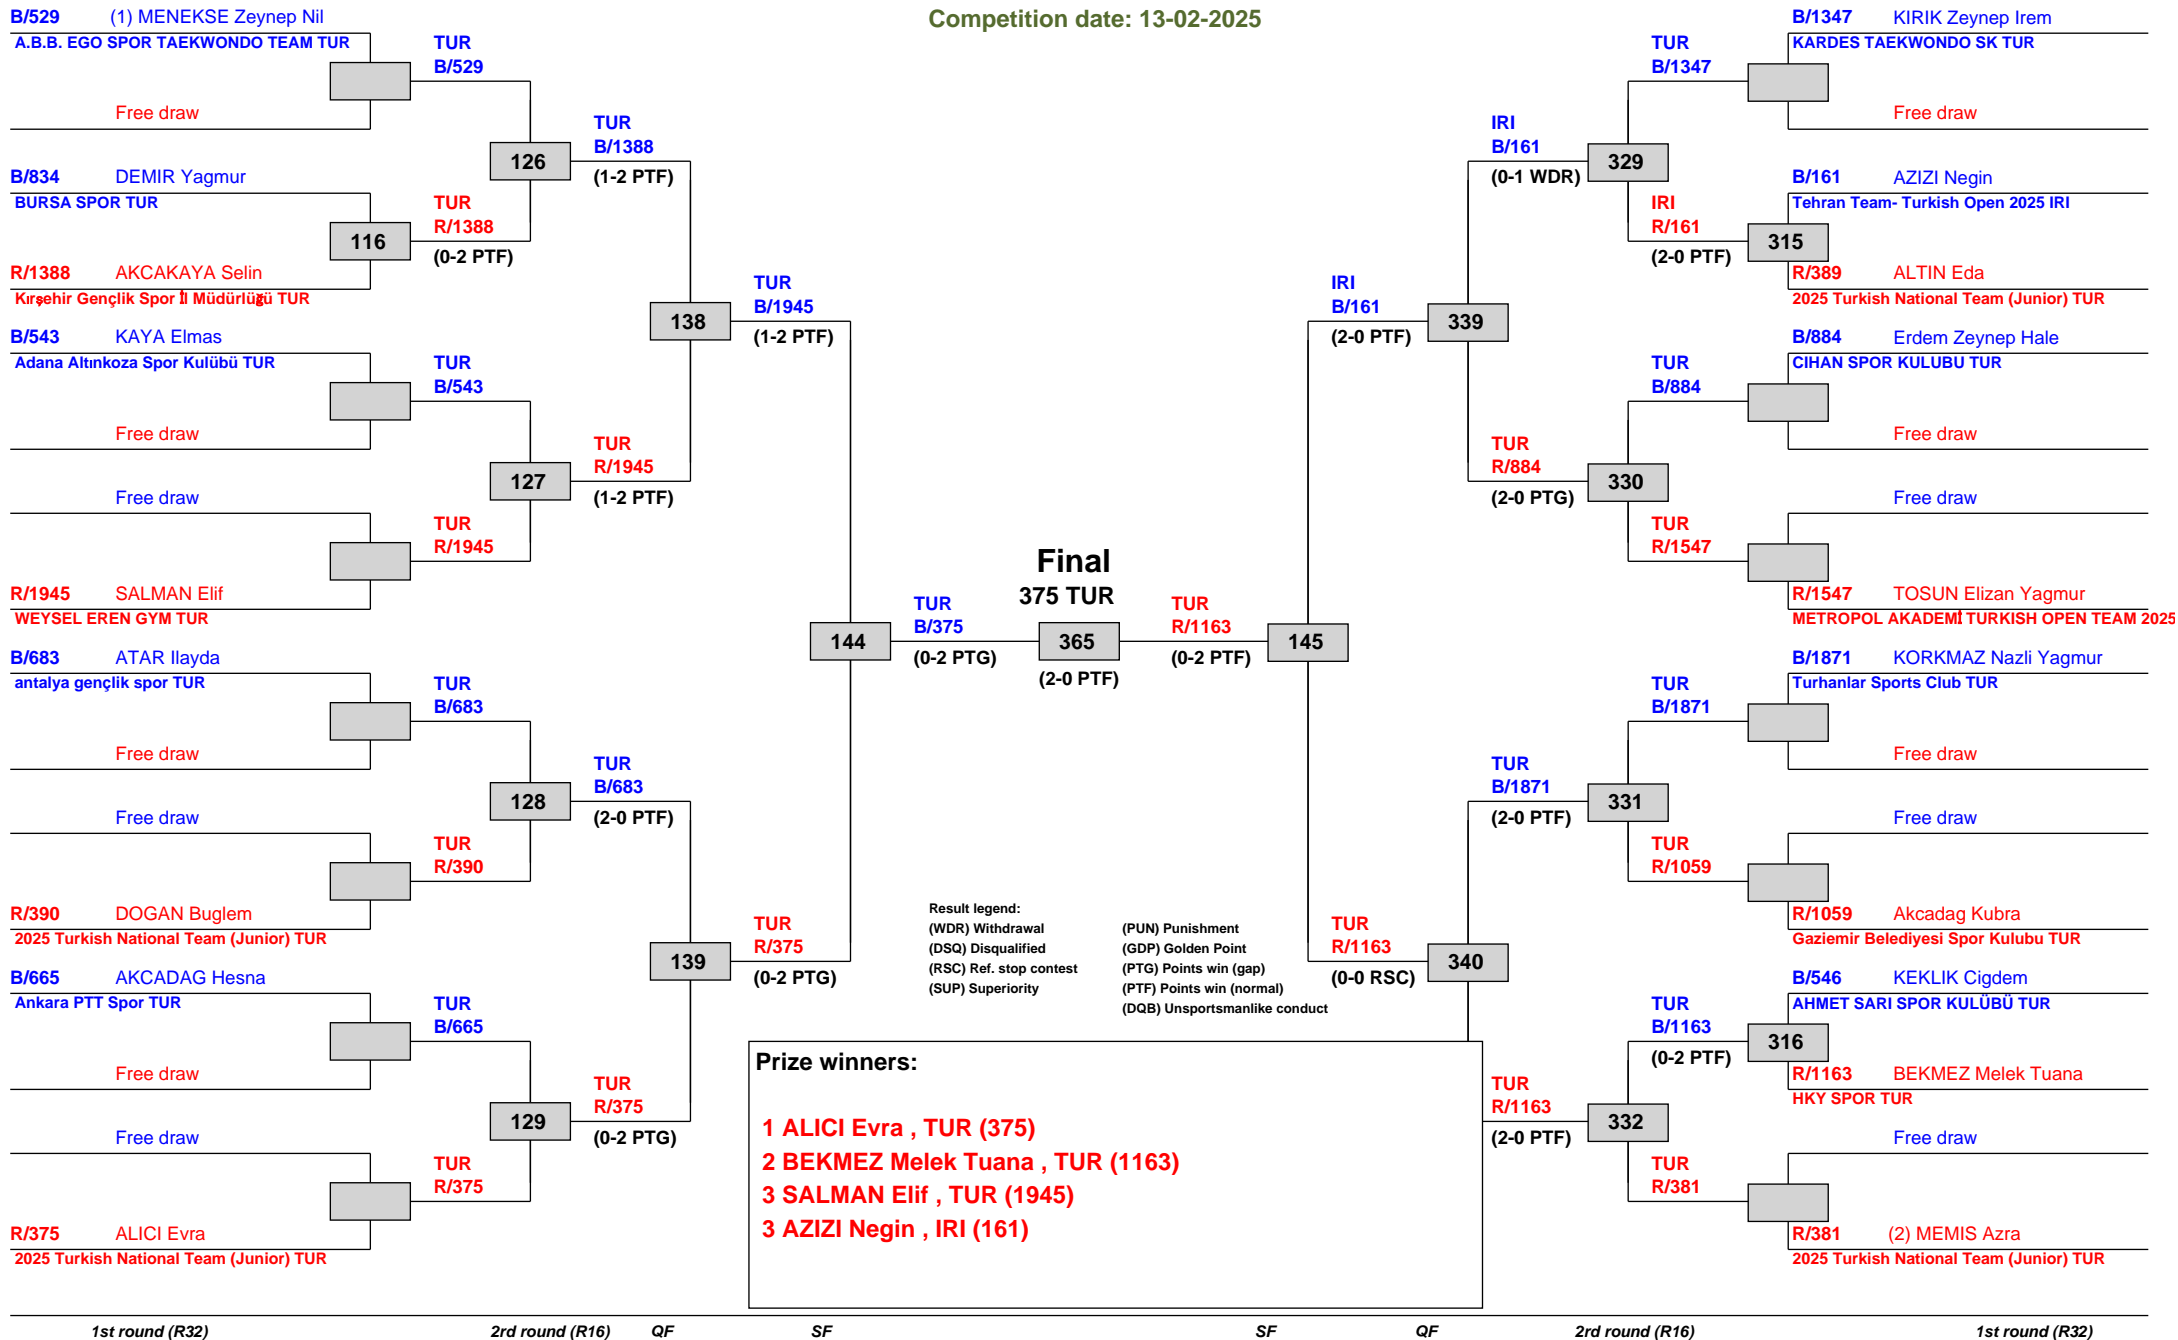 Competition date: 13-02-2025
B/529 (1) MENEKSE Zeynep Nil
A.B.B. EGO SPOR TAEKWONDO TEAM TUR
Free draw
B/834 DEMIR Yagmur
BURSA SPOR TUR
116
R/1388 AKCAKAYA Selin
Kırşehir Gençlik Spor İl Müdürlüğü TUR
B/543 KAYA Elmas
Adana Altınkoza Spor Kulübü TUR
Free draw
Free draw
R/1945 SALMAN Elif
WEYSEL EREN GYM TUR
B/683 ATAR Ilayda
antalya gençlik spor TUR
Free draw
Free draw
R/390 DOGAN Buglem
2025 Turkish National Team (Junior) TUR
B/665 AKCADAG Hesna
Ankara PTT Spor TUR
Free draw
Free draw
R/375 ALICI Evra
2025 Turkish National Team (Junior) TUR
TUR
B/529
126
TUR
R/1388
(0-2 PTF)
TUR
B/543
127
TUR
R/1945
TUR
B/683
128
TUR
R/390
TUR
B/665
129
TUR
R/375
TUR
B/1388
(1-2 PTF)
138
TUR
R/1945
(1-2 PTF)
TUR
B/683
(2-0 PTF)
139
TUR
R/375
(0-2 PTG)
TUR
B/1945
(1-2 PTF)
144
TUR
R/375
(0-2 PTG)
TUR
B/375
(0-2 PTG)
Final
375 TUR
365
(2-0 PTF)
TUR
R/1163
(0-2 PTF)
145
IRI
B/161
(2-0 PTF)
TUR
R/1163
(0-0 RSC)
IRI
B/161
(0-1 WDR)
339
TUR
R/884
(2-0 PTG)
TUR
B/1871
(2-0 PTF)
340
TUR
R/1163
(2-0 PTF)
TUR
B/1347
329
IRI
R/161
(2-0 PTF)
TUR
B/884
330
TUR
R/1547
TUR
B/1871
331
TUR
R/1059
TUR
B/1163
(0-2 PTF)
332
TUR
R/381
B/1347 KIRIK Zeynep Irem
KARDES TAEKWONDO SK TUR
Free draw
B/161 AZIZI Negin
Tehran Team- Turkish Open 2025 IRI
315
R/389 ALTIN Eda
2025 Turkish National Team (Junior) TUR
B/884 Erdem Zeynep Hale
CIHAN SPOR KULUBU TUR
Free draw
Free draw
R/1547 TOSUN Elizan Yagmur
METROPOL AKADEMİ TURKISH OPEN TEAM 2025
B/1871 KORKMAZ Nazli Yagmur
Turhanlar Sports Club TUR
Free draw
Free draw
R/1059 Akcadag Kubra
Gaziemir Belediyesi Spor Kulubu TUR
B/546 KEKLIK Cigdem
AHMET SARI SPOR KULÜBÜ TUR
316
R/1163 BEKMEZ Melek Tuana
HKY SPOR TUR
Free draw
R/381 (2) MEMIS Azra
2025 Turkish National Team (Junior) TUR
Result legend:
(WDR) Withdrawal (PUN) Punishment
(DSQ) Disqualified (GDP) Golden Point
(RSC) Ref. stop contest (PTG) Points win (gap)
(SUP) Superiority (PTF) Points win (normal)
(DQB) Unsportsmanlike conduct
Prize winners:
1 ALICI Evra , TUR (375)
2 BEKMEZ Melek Tuana , TUR (1163)
3 SALMAN Elif , TUR (1945)
3 AZIZI Negin , IRI (161)
1st round (R32) 2rd round (R16) QF SF SF QF 2rd round (R16) 1st round (R32)